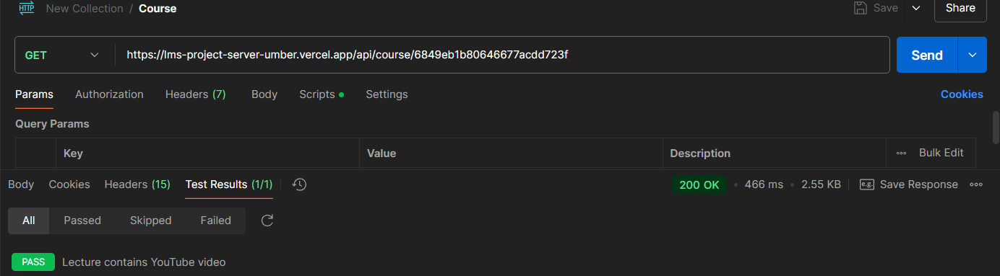 HTTP New Collection / Course Save Share
GET https://lms-project-server-umber.vercel.app/api/course/6849eb1b80646677acdd723f Send
Params Authorization Headers (7) Body Scripts Settings Cookies
Query Params
Key Value Description Bulk Edit
Body Cookies Headers (15) Test Results (1/1) 200 OK 466 ms 2.55 KB e.g. Save Response
All Passed Skipped Failed
PASS Lecture contains YouTube video